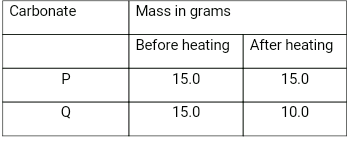 Carbonate Mass in grams
Before heating After heating
P 15.0 15.0
Q 15.0 10.0